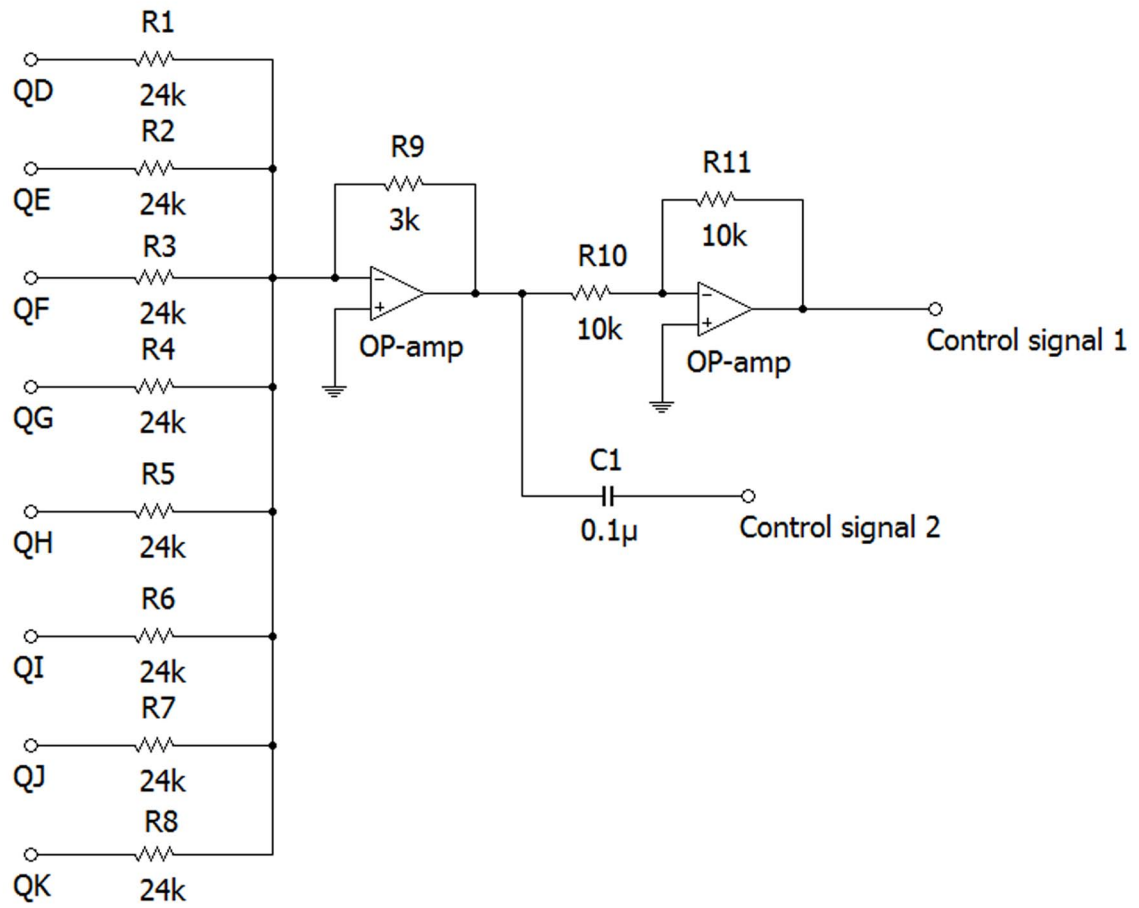 R1
QD
24k
R2
QE
24k
R3
QF
24k
R4
QG
24k
R5
QH
24k
R6
QI
24k
R7
QJ
24k
R8
QK
24k
R9
3k
−
+
OP-amp
R10
10k
R11
10k
−
+
OP-amp
Control signal 1
C1
0.1μ
Control signal 2